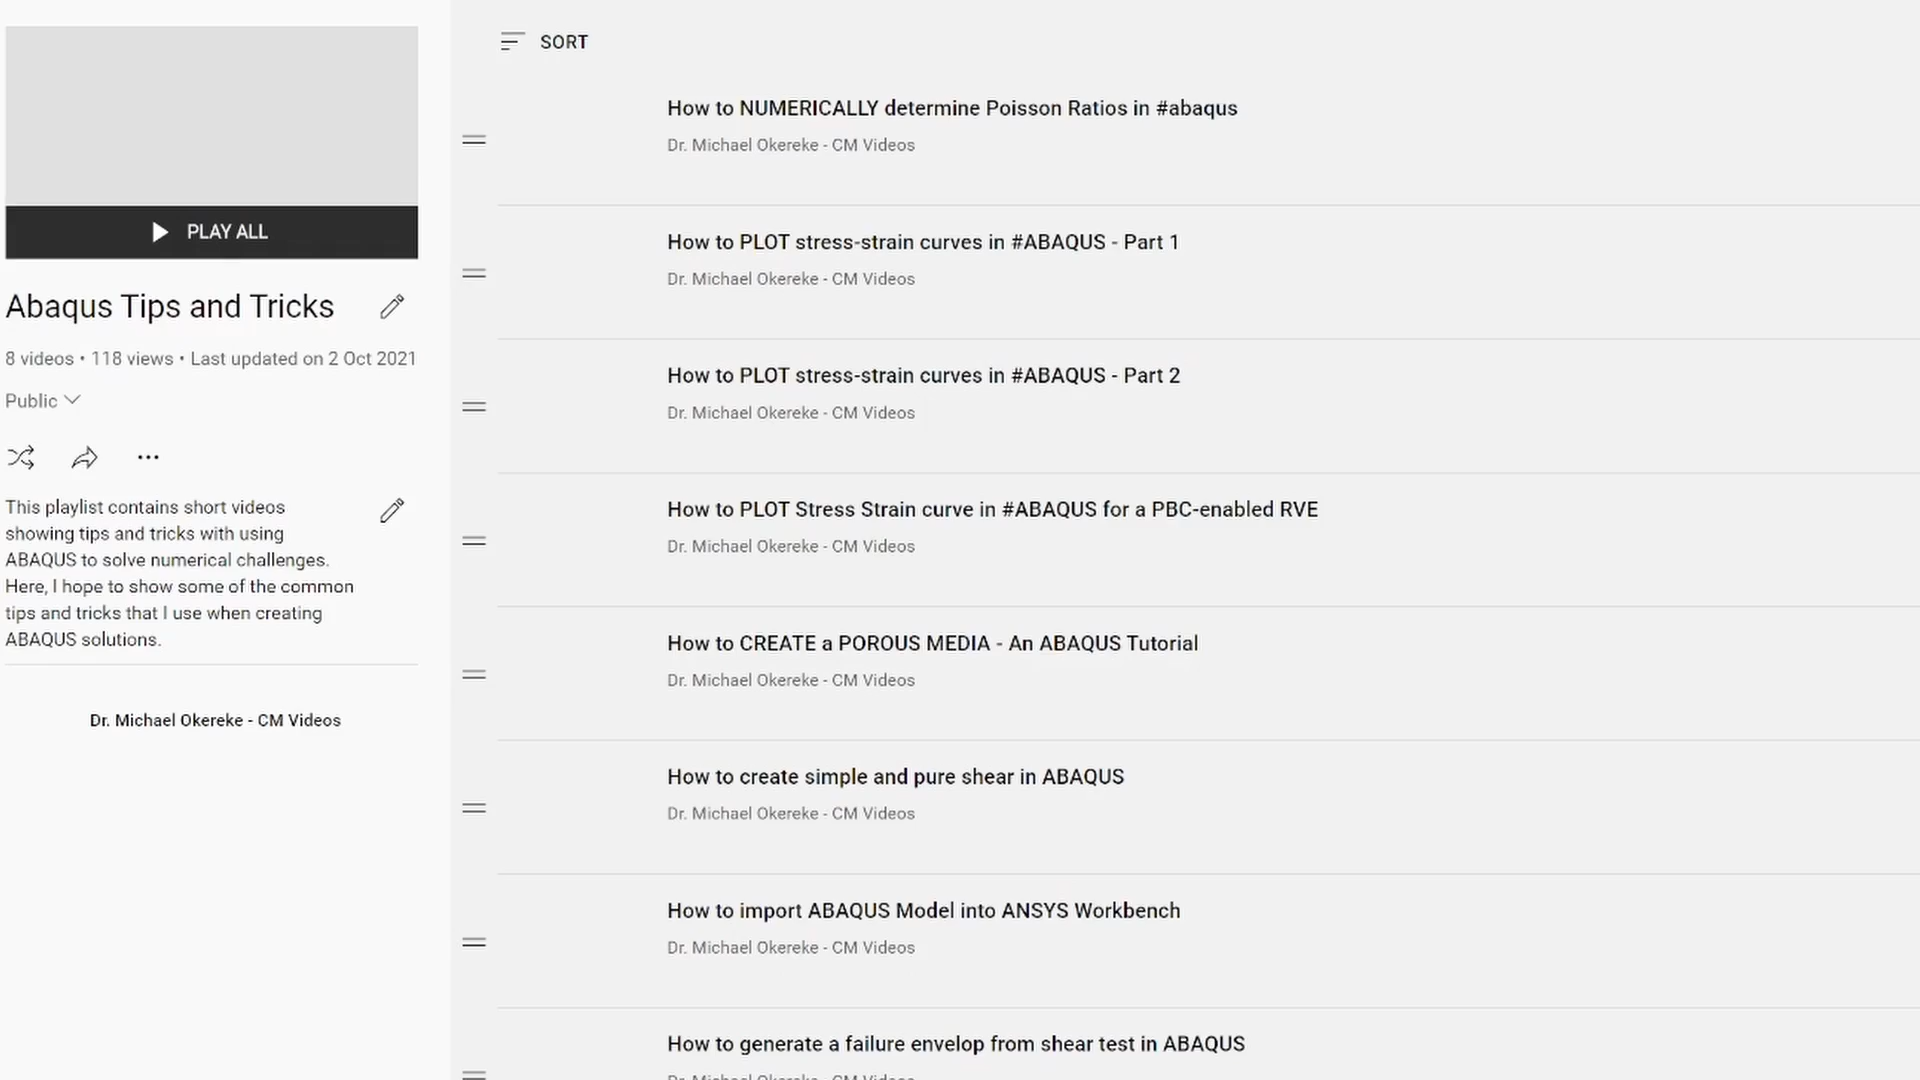 PLAY ALL
Abaqus Tips and Tricks
8 videos • 118 views • Last updated on 2 Oct 2021
Public
This playlist contains short videos
showing tips and tricks with using
ABAQUS to solve numerical challenges.
Here, I hope to show some of the common
tips and tricks that I use when creating
ABAQUS solutions.
Dr. Michael Okereke - CM Videos
SORT
How to NUMERICALLY determine Poisson Ratios in #abaqus
Dr. Michael Okereke - CM Videos
How to PLOT stress-strain curves in #ABAQUS - Part 1
Dr. Michael Okereke - CM Videos
How to PLOT stress-strain curves in #ABAQUS - Part 2
Dr. Michael Okereke - CM Videos
How to PLOT Stress Strain curve in #ABAQUS for a PBC-enabled RVE
Dr. Michael Okereke - CM Videos
How to CREATE a POROUS MEDIA - An ABAQUS Tutorial
Dr. Michael Okereke - CM Videos
How to create simple and pure shear in ABAQUS
Dr. Michael Okereke - CM Videos
How to import ABAQUS Model into ANSYS Workbench
Dr. Michael Okereke - CM Videos
How to generate a failure envelop from shear test in ABAQUS
Dr. Michael Okereke - CM Videos